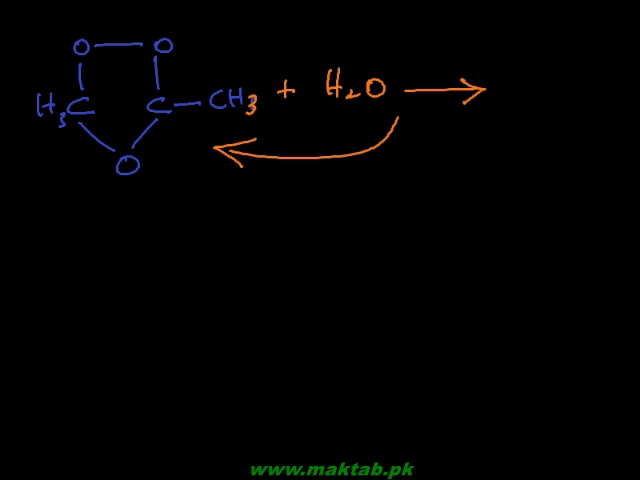 O — O
H₃C C — CH₃ + H₂O →
O
www.maktab.pk